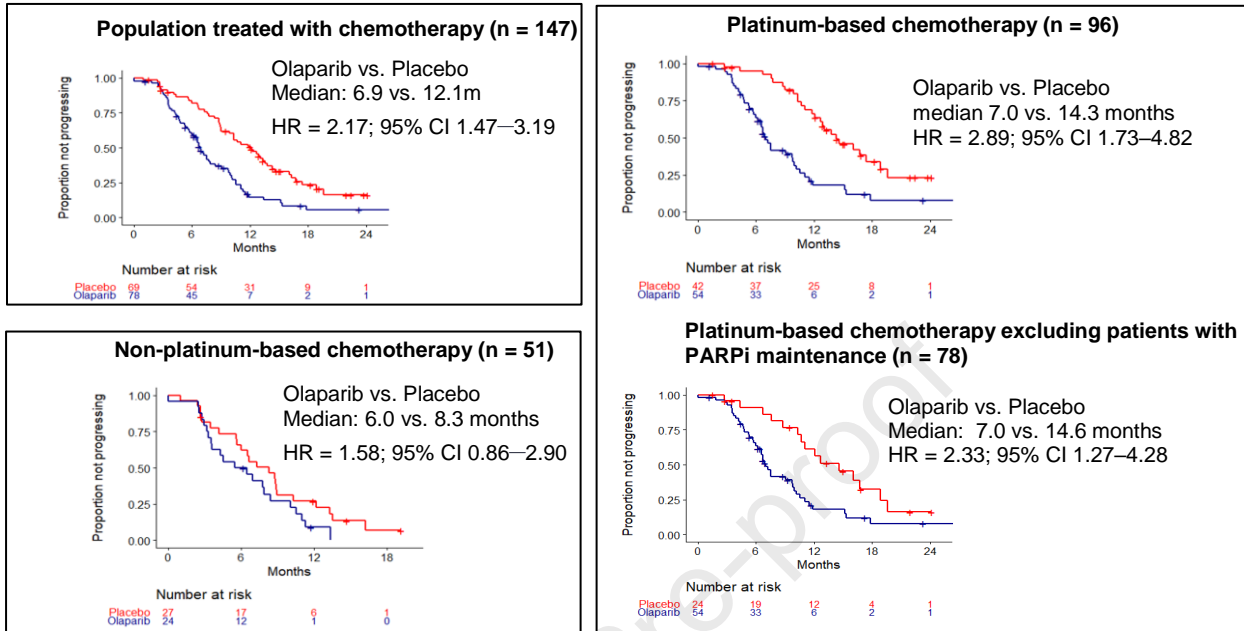 Population treated with chemotherapy (n = 147)
Olaparib vs. Placebo
Median: 6.9 vs. 12.1m
HR = 2.17; 95% CI 1.47—3.19
Proportion not progressing
1.00
0.75
0.50
0.25
0.00
0 6 12 18 24
Months
Number at risk
Placebo 69 54 31 9 1
Olaparib 78 45 7 2 1
Platinum-based chemotherapy (n = 96)
Olaparib vs. Placebo
median 7.0 vs. 14.3 months
HR = 2.89; 95% CI 1.73–4.82
Proportion not progressing
1.00
0.75
0.50
0.25
0.00
0 6 12 18 24
Months
Number at risk
Placebo 42 37 25 8 1
Olaparib 54 33 6 2 1
Non-platinum-based chemotherapy (n = 51)
Olaparib vs. Placebo
Median: 6.0 vs. 8.3 months
HR = 1.58; 95% CI 0.86—2.90
Proportion not progressing
1.00
0.75
0.50
0.25
0.00
0 6 12 18
Months
Number at risk
Placebo 27 17 6 1
Olaparib 24 12 1 0
Platinum-based chemotherapy excluding patients with
PARPi maintenance (n = 78)
Olaparib vs. Placebo
Median: 7.0 vs. 14.6 months
HR = 2.33; 95% CI 1.27–4.28
Proportion not progressing
1.00
0.75
0.50
0.25
0.00
0 6 12 18 24
Months
Number at risk
Placebo 24 19 12 4 1
Olaparib 54 33 6 2 1
re-proof